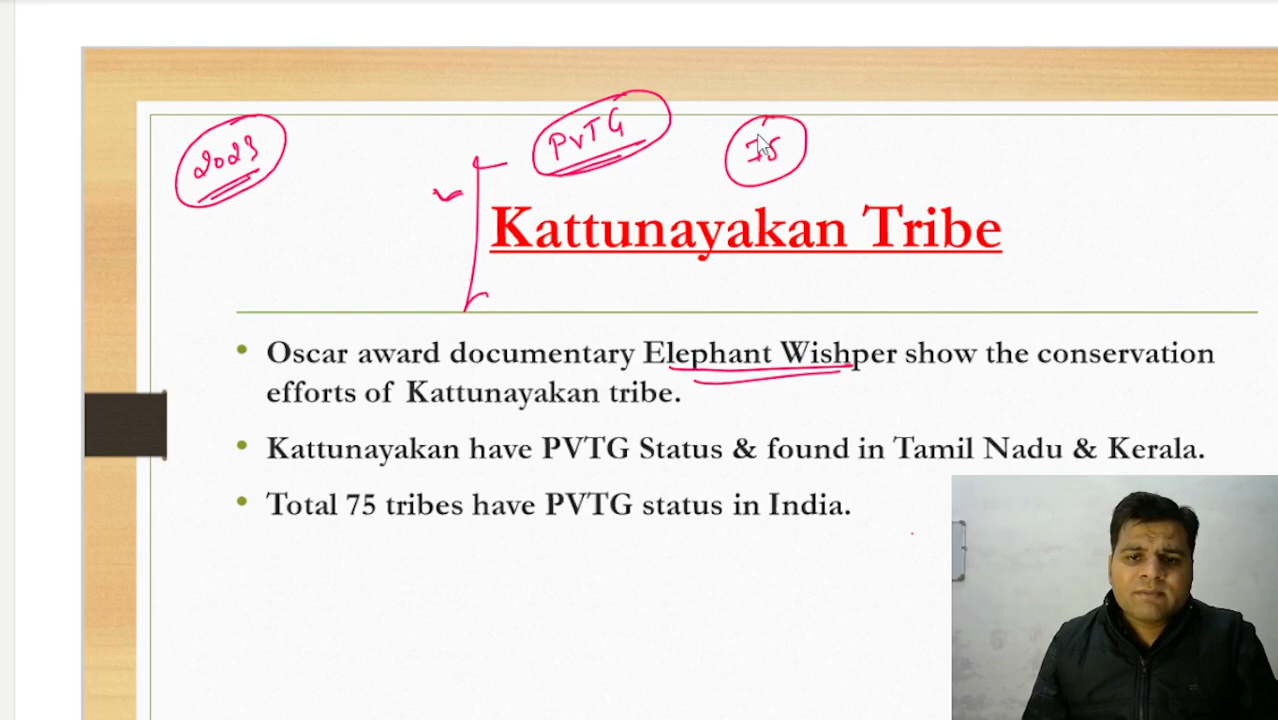 2023
PVTG
75
Kattunayakan Tribe
• Oscar award documentary Elephant Wishper show the conservation
efforts of Kattunayakan tribe.
• Kattunayakan have PVTG Status & found in Tamil Nadu & Kerala.
• Total 75 tribes have PVTG status in India.